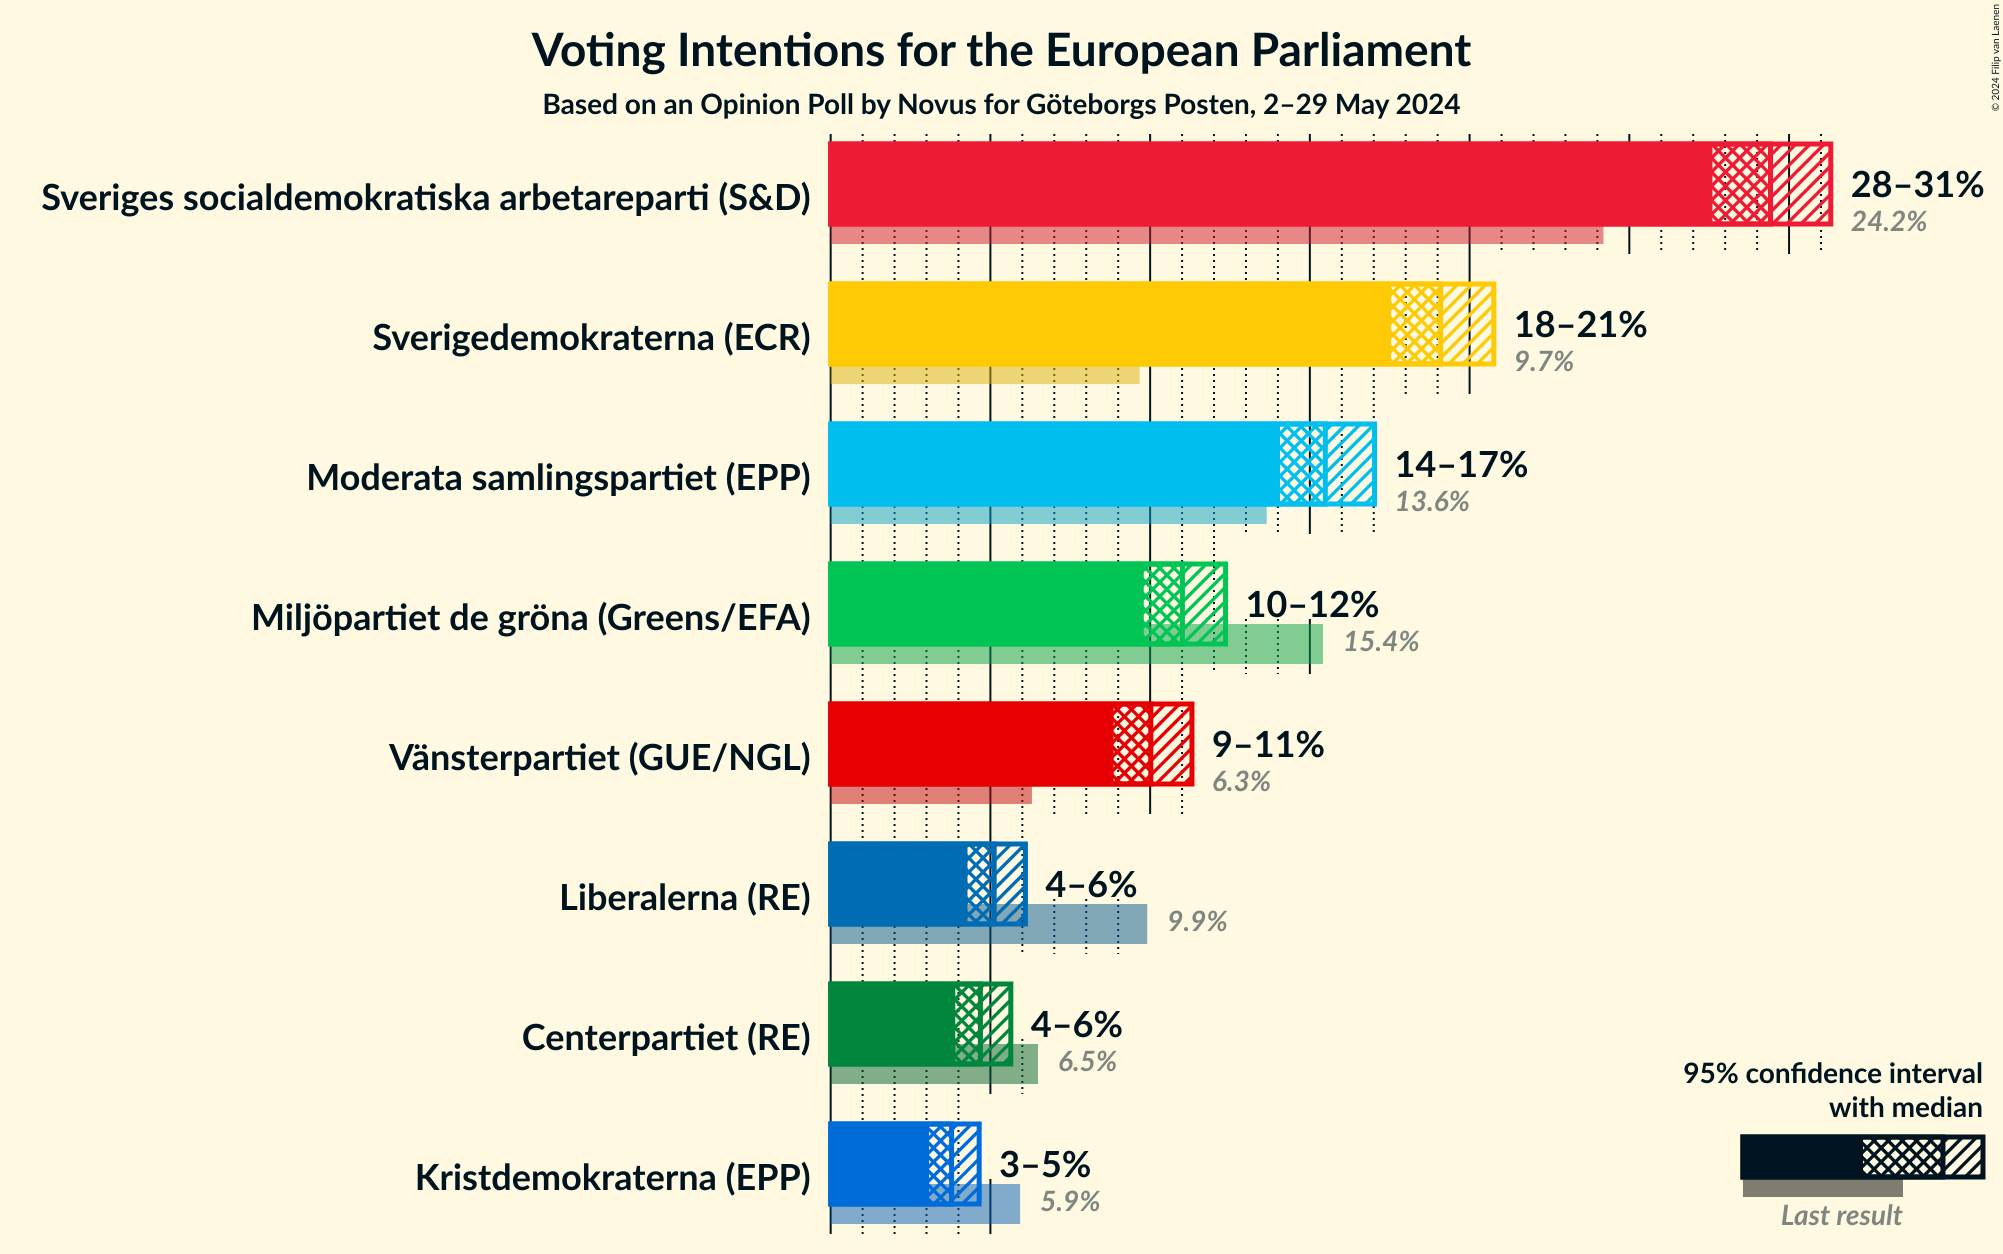 Voting Intentions for the European Parliament
Based on an Opinion Poll by Novus for Göteborgs Posten, 2–29 May 2024
© 2024 Filip van Laenen
Sveriges socialdemokratiska arbetareparti (S&D)
28–31%
24.2%
Sverigedemokraterna (ECR)
18–21%
9.7%
Moderata samlingspartiet (EPP)
14–17%
13.6%
Miljöpartiet de gröna (Greens/EFA)
10–12%
15.4%
Vänsterpartiet (GUE/NGL)
9–11%
6.3%
Liberalerna (RE)
4–6%
9.9%
Centerpartiet (RE)
4–6%
6.5%
Kristdemokraterna (EPP)
3–5%
5.9%
95% confidence interval
with median
Last result